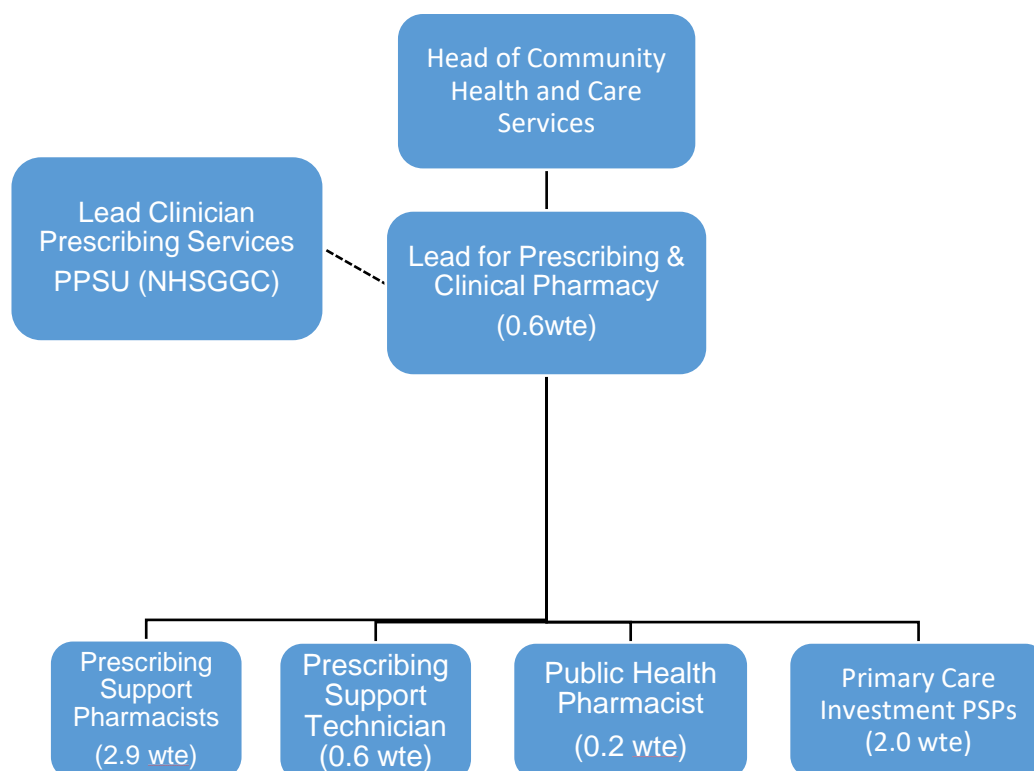 Head of Community
Health and Care
Services
Lead Clinician
Prescribing Services
PPSU (NHSGGC)
Lead for Prescribing &
Clinical Pharmacy
(0.6wte)
Prescribing
Support
Pharmacists
(2.9 wte)
Prescribing
Support
Technician
(0.6 wte)
Public Health
Pharmacist
(0.2 wte)
Primary Care
Investment PSPs
(2.0 wte)